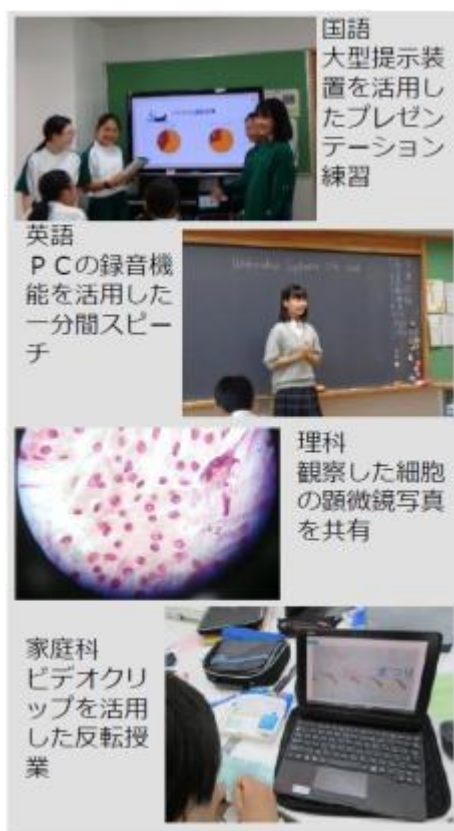 国語
大型提示装
置を活用し
たプレゼン
テーション
練習
英語
ＰＣの録音機
能を活用した
一分間スピー
チ
理科
観察した細胞
の顕微鏡写真
を共有
家庭科
ビデオクリ
ップを活用
した反転授
業
まつり